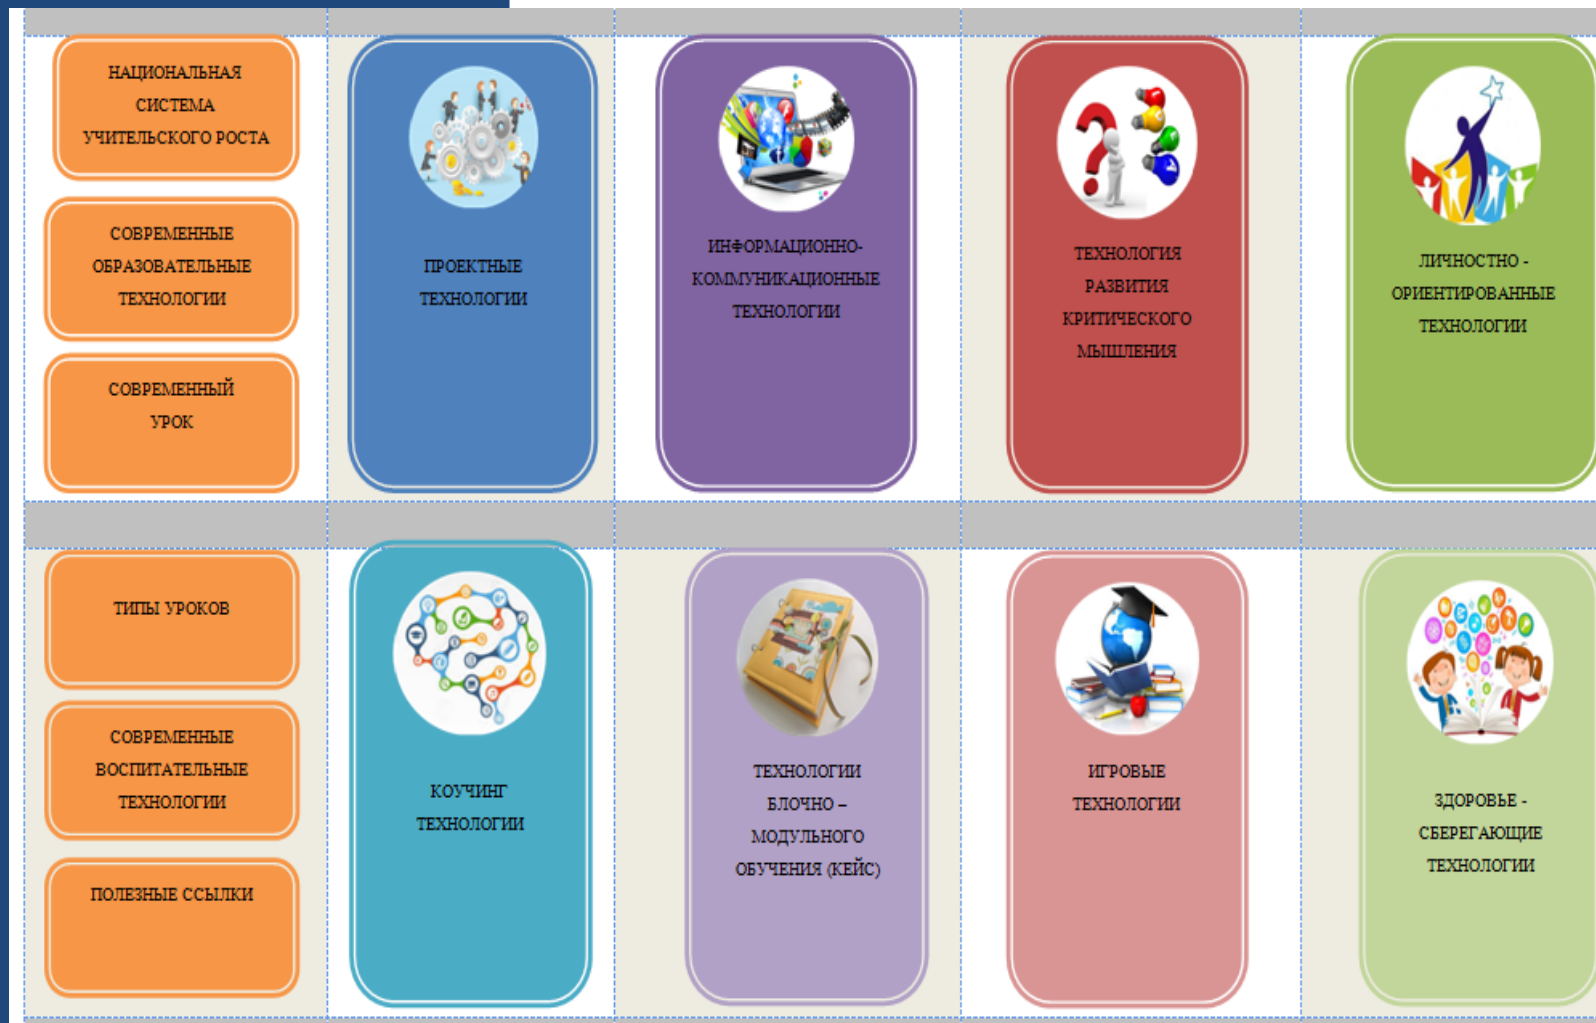 НАЦИОНАЛЬНАЯ
СИСТЕМА
УЧИТЕЛЬСКОГО РОСТА
СОВРЕМЕННЫЕ
ОБРАЗОВАТЕЛЬНЫЕ
ТЕХНОЛОГИИ
СОВРЕМЕННЫЙ
УРОК
ПРОЕКТНЫЕ
ТЕХНОЛОГИИ
ИНФОРМАЦИОННО-
КОММУНИКАЦИОННЫЕ
ТЕХНОЛОГИИ
ТЕХНОЛОГИЯ
РАЗВИТИЯ
КРИТИЧЕСКОГО
МЫШЛЕНИЯ
ЛИЧНОСТНО -
ОРИЕНТИРОВАННЫЕ
ТЕХНОЛОГИИ
ТИПЫ УРОКОВ
СОВРЕМЕННЫЕ
ВОСПИТАТЕЛЬНЫЕ
ТЕХНОЛОГИИ
ПОЛЕЗНЫЕ ССЫЛКИ
КОУЧИНГ
ТЕХНОЛОГИИ
ТЕХНОЛОГИИ
БЛОЧНО –
МОДУЛЬНОГО
ОБУЧЕНИЯ (КЕЙС)
ИГРОВЫЕ
ТЕХНОЛОГИИ
ЗДОРОВЬЕ -
СБЕРЕГАЮЩИЕ
ТЕХНОЛОГИИ